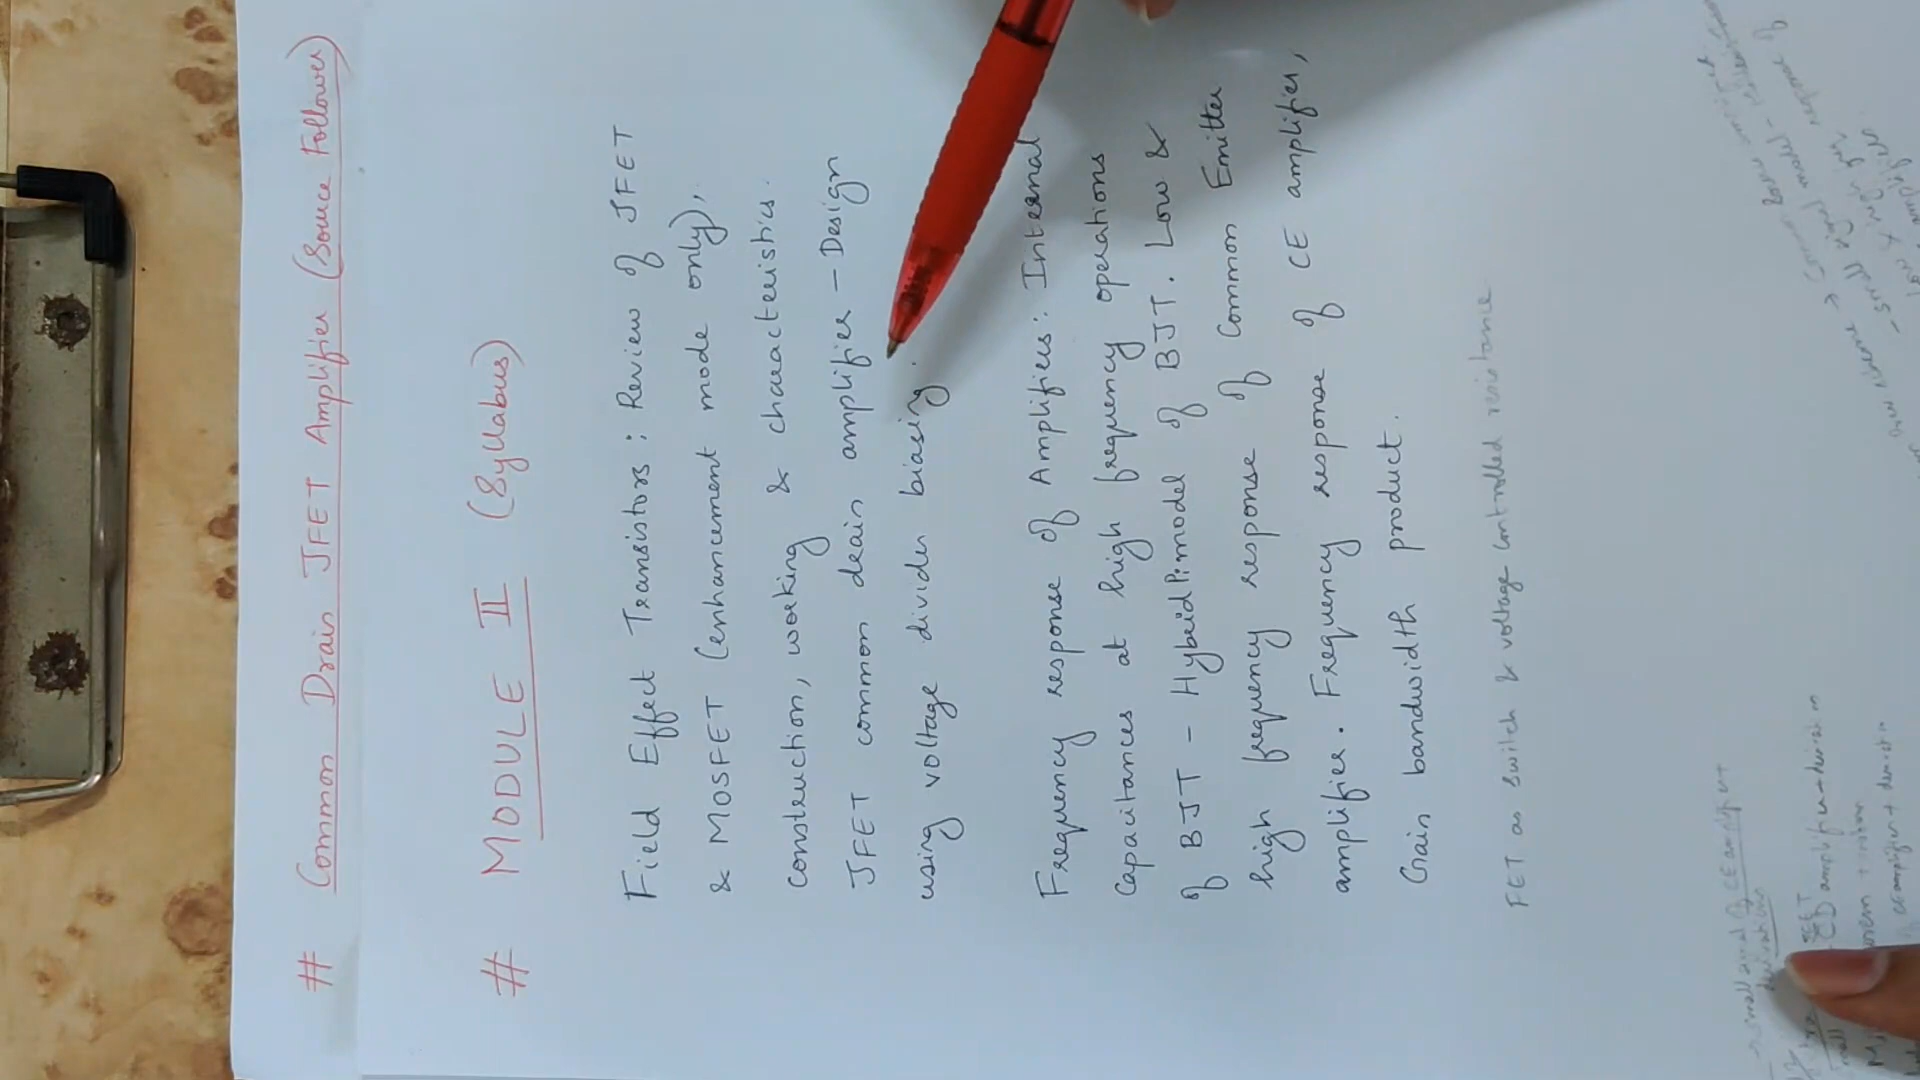 # Common Drain JFET Amplifier (Source Follower)
# MODULE II (Syllabus)
Field Effect Transistors: Review of JFET
& MOSFET (enhancement mode only),
construction, working & characteristics.
JFET common drain amplifier - Design
using voltage divider biasing.
Frequency response of Amplifiers: Internal
Capacitances at high frequency operations
of BJT - Hybrid Pi model of BJT. Low &
high frequency response of Common Emitter
amplifier. Frequency response of CE amplifier,
Gain bandwidth product.
FET as switch & voltage controlled resistance